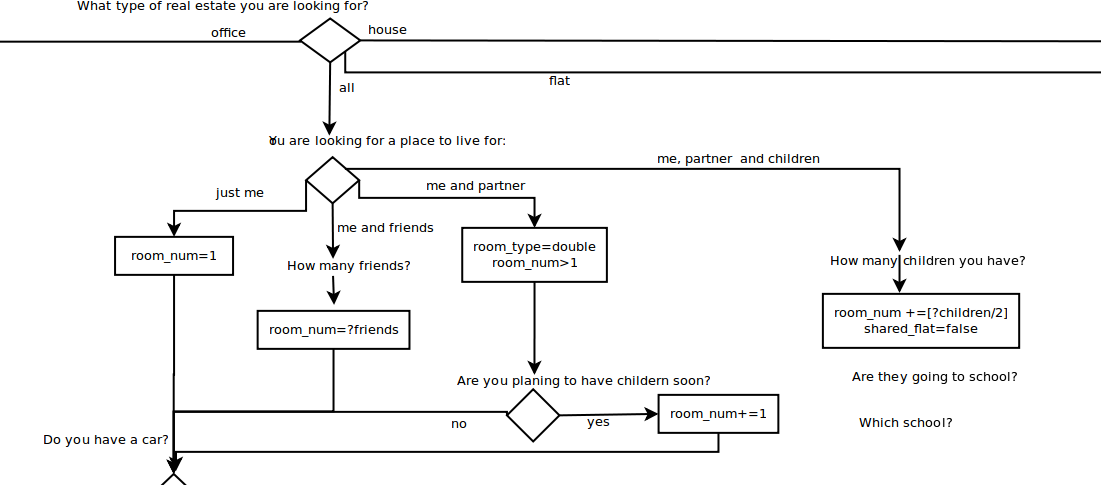 What type of real estate you are looking for?
office
house
flat
all
You are looking for a place to live for:
me, partner  and children
just me
me and partner
me and friends
room_num=1
room_type=double
room_num>1
How many friends?
How many children you have?
room_num=?friends
room_num +=[?children/2]
shared_flat=false
Are you planing to have childern soon?
Are they going to school?
no
yes
room_num+=1
Which school?
Do you have a car?